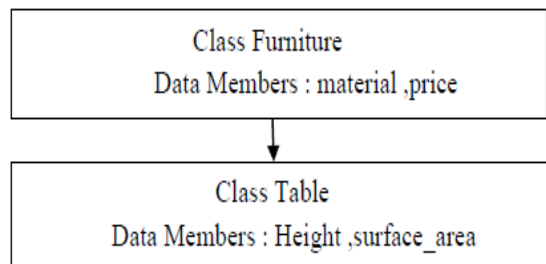 Class Furniture
Data Members : material ,price
Class Table
Data Members : Height ,surface_area